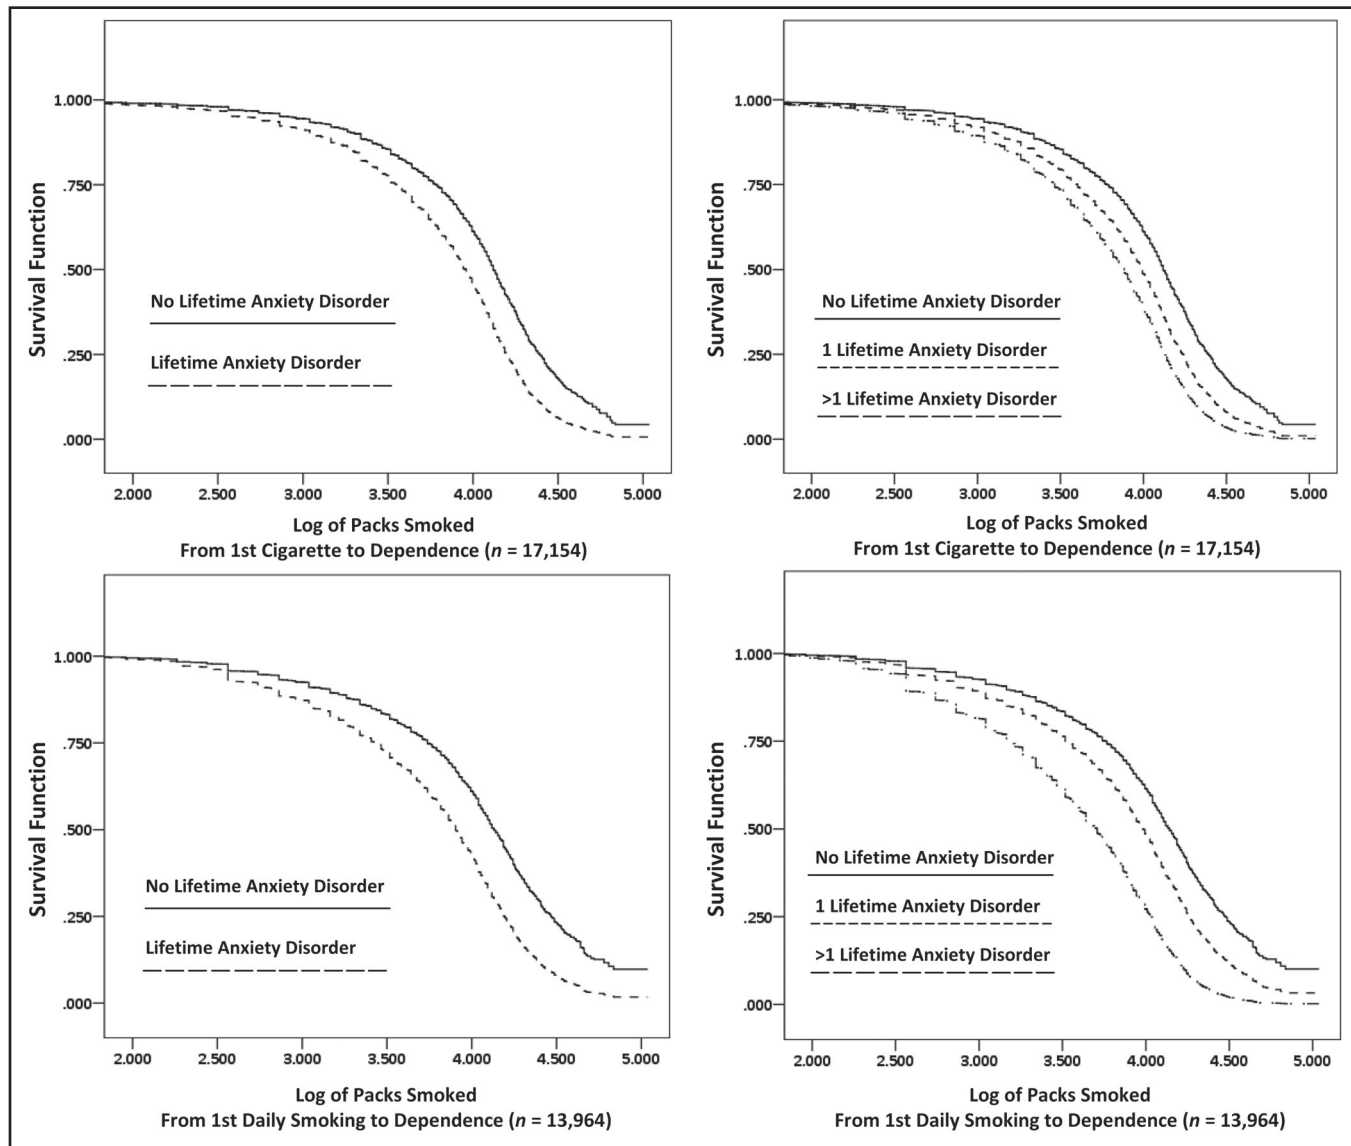 Survival Function
1.000
.750
.500
.250
.000
No Lifetime Anxiety Disorder
Lifetime Anxiety Disorder
2.000 2.500 3.000 3.500 4.000 4.500 5.000
Log of Packs Smoked
From 1st Cigarette to Dependence (n = 17,154)
Survival Function
1.000
.750
.500
.250
.000
No Lifetime Anxiety Disorder
1 Lifetime Anxiety Disorder
>1 Lifetime Anxiety Disorder
2.000 2.500 3.000 3.500 4.000 4.500 5.000
Log of Packs Smoked
From 1st Cigarette to Dependence (n = 17,154)
Survival Function
1.000
.750
.500
.250
.000
No Lifetime Anxiety Disorder
Lifetime Anxiety Disorder
2.000 2.500 3.000 3.500 4.000 4.500 5.000
Log of Packs Smoked
From 1st Daily Smoking to Dependence (n = 13,964)
Survival Function
1.000
.750
.500
.250
.000
No Lifetime Anxiety Disorder
1 Lifetime Anxiety Disorder
>1 Lifetime Anxiety Disorder
2.000 2.500 3.000 3.500 4.000 4.500 5.000
Log of Packs Smoked
From 1st Daily Smoking to Dependence (n = 13,964)